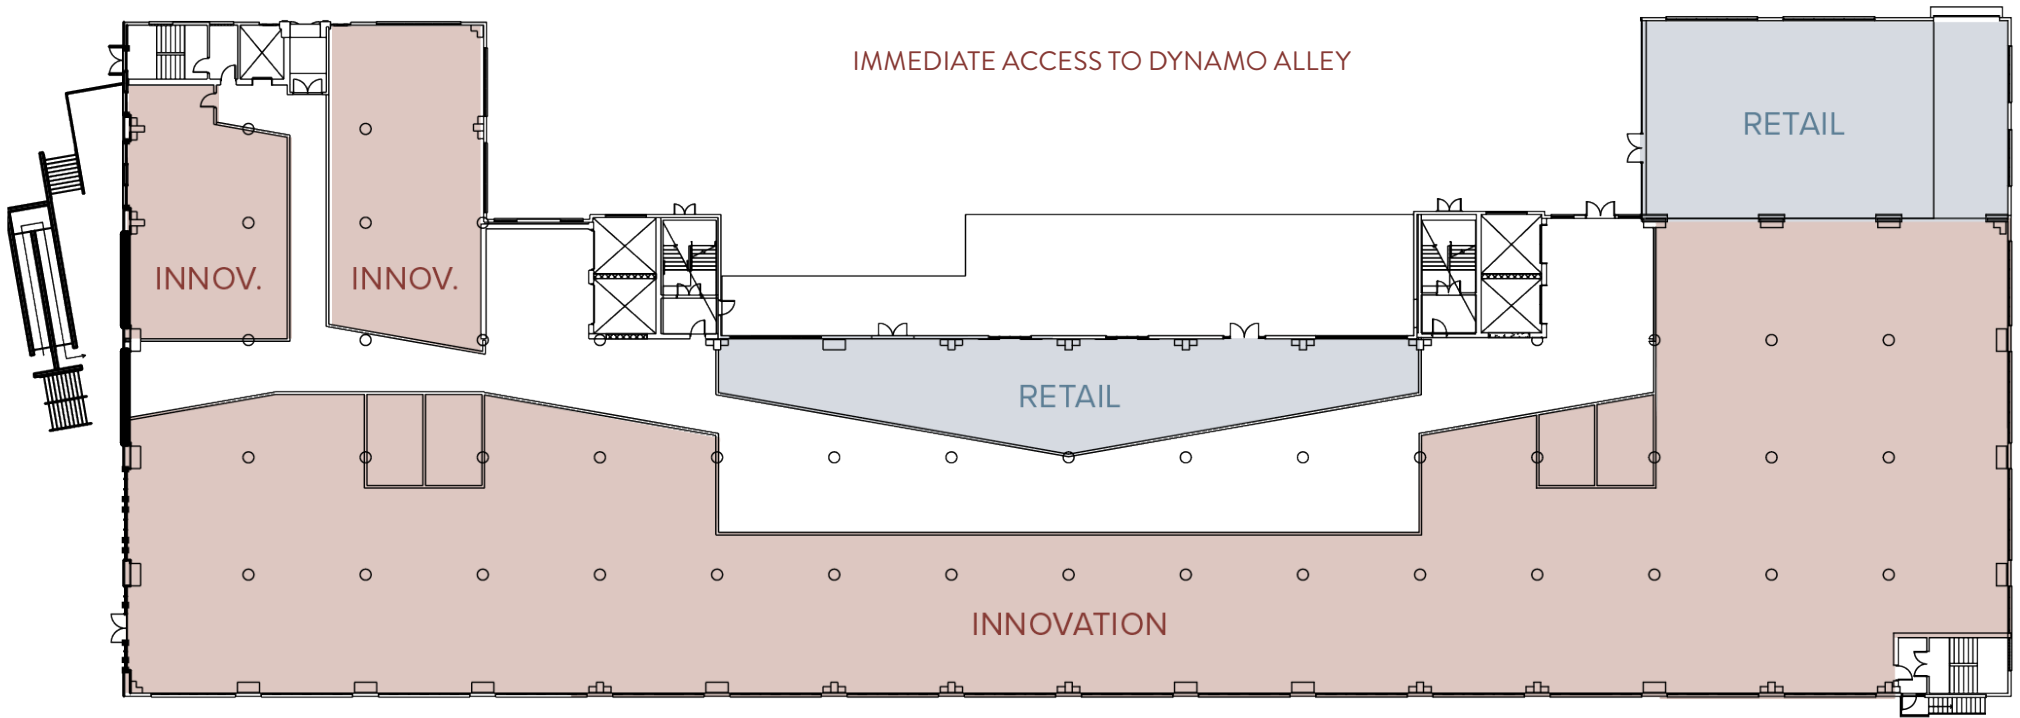 IMMEDIATE ACCESS TO DYNAMO ALLEY
RETAIL
INNOV.
INNOV.
RETAIL
INNOVATION